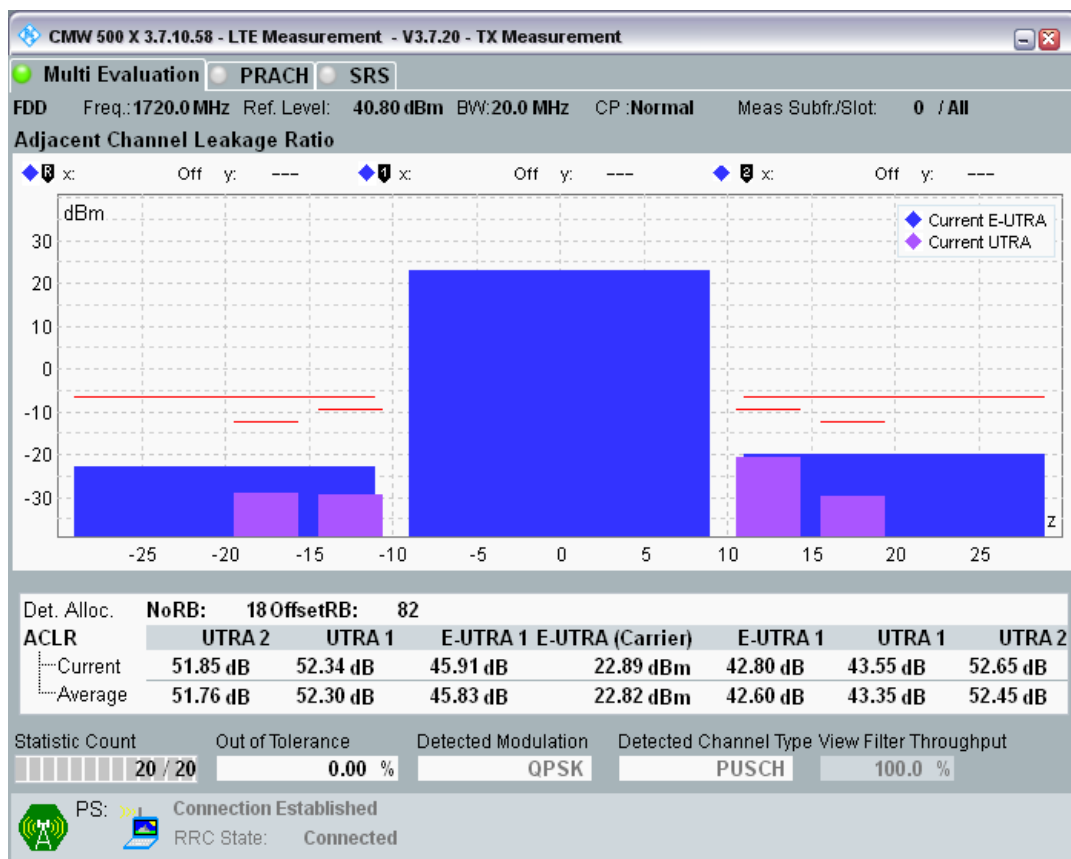 CMW 500 X 3.7.10.58 - LTE Measurement - V3.7.20 - TX Measurement
Multi Evaluation PRACH SRS
FDD Freq.: 1720.0 MHz Ref. Level: 40.80 dBm BW: 20.0 MHz CP : Normal Meas Subfr./Slot: 0 / All
Adjacent Channel Leakage Ratio
R x: Off y: --- 1 x: Off y: --- 2 x: Off y: ---
dBm
Current E-UTRA
Current UTRA
30
20
10
0
-10
-20
-30
z
-25 -20 -15 -10 -5 0 5 10 15 20 25
Det. Alloc. NoRB: 18 OffsetRB: 82
ACLR UTRA 2 UTRA 1 E-UTRA 1 E-UTRA (Carrier) E-UTRA 1 UTRA 1 UTRA 2
Current 51.85 dB 52.34 dB 45.91 dB 22.89 dBm 42.80 dB 43.55 dB 52.65 dB
Average 51.76 dB 52.30 dB 45.83 dB 22.82 dBm 42.60 dB 43.35 dB 52.45 dB
Statistic Count Out of Tolerance Detected Modulation Detected Channel Type View Filter Throughput
20 / 20 0.00 % QPSK PUSCH 100.0 %
PS: Connection Established
RRC State: Connected